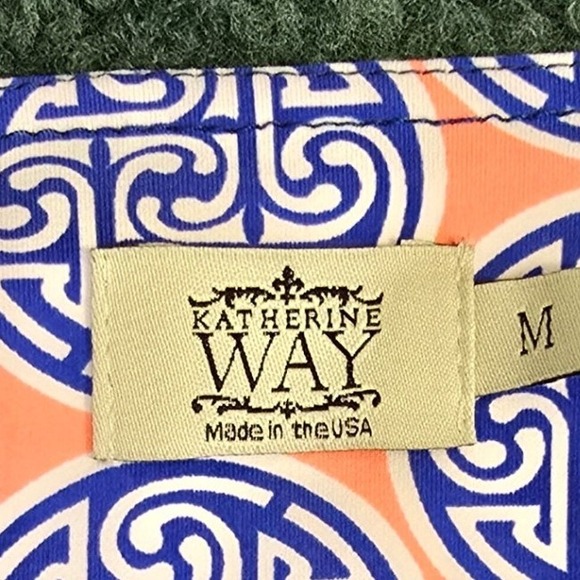 KATHERINE
WAY
Made in the USA
M